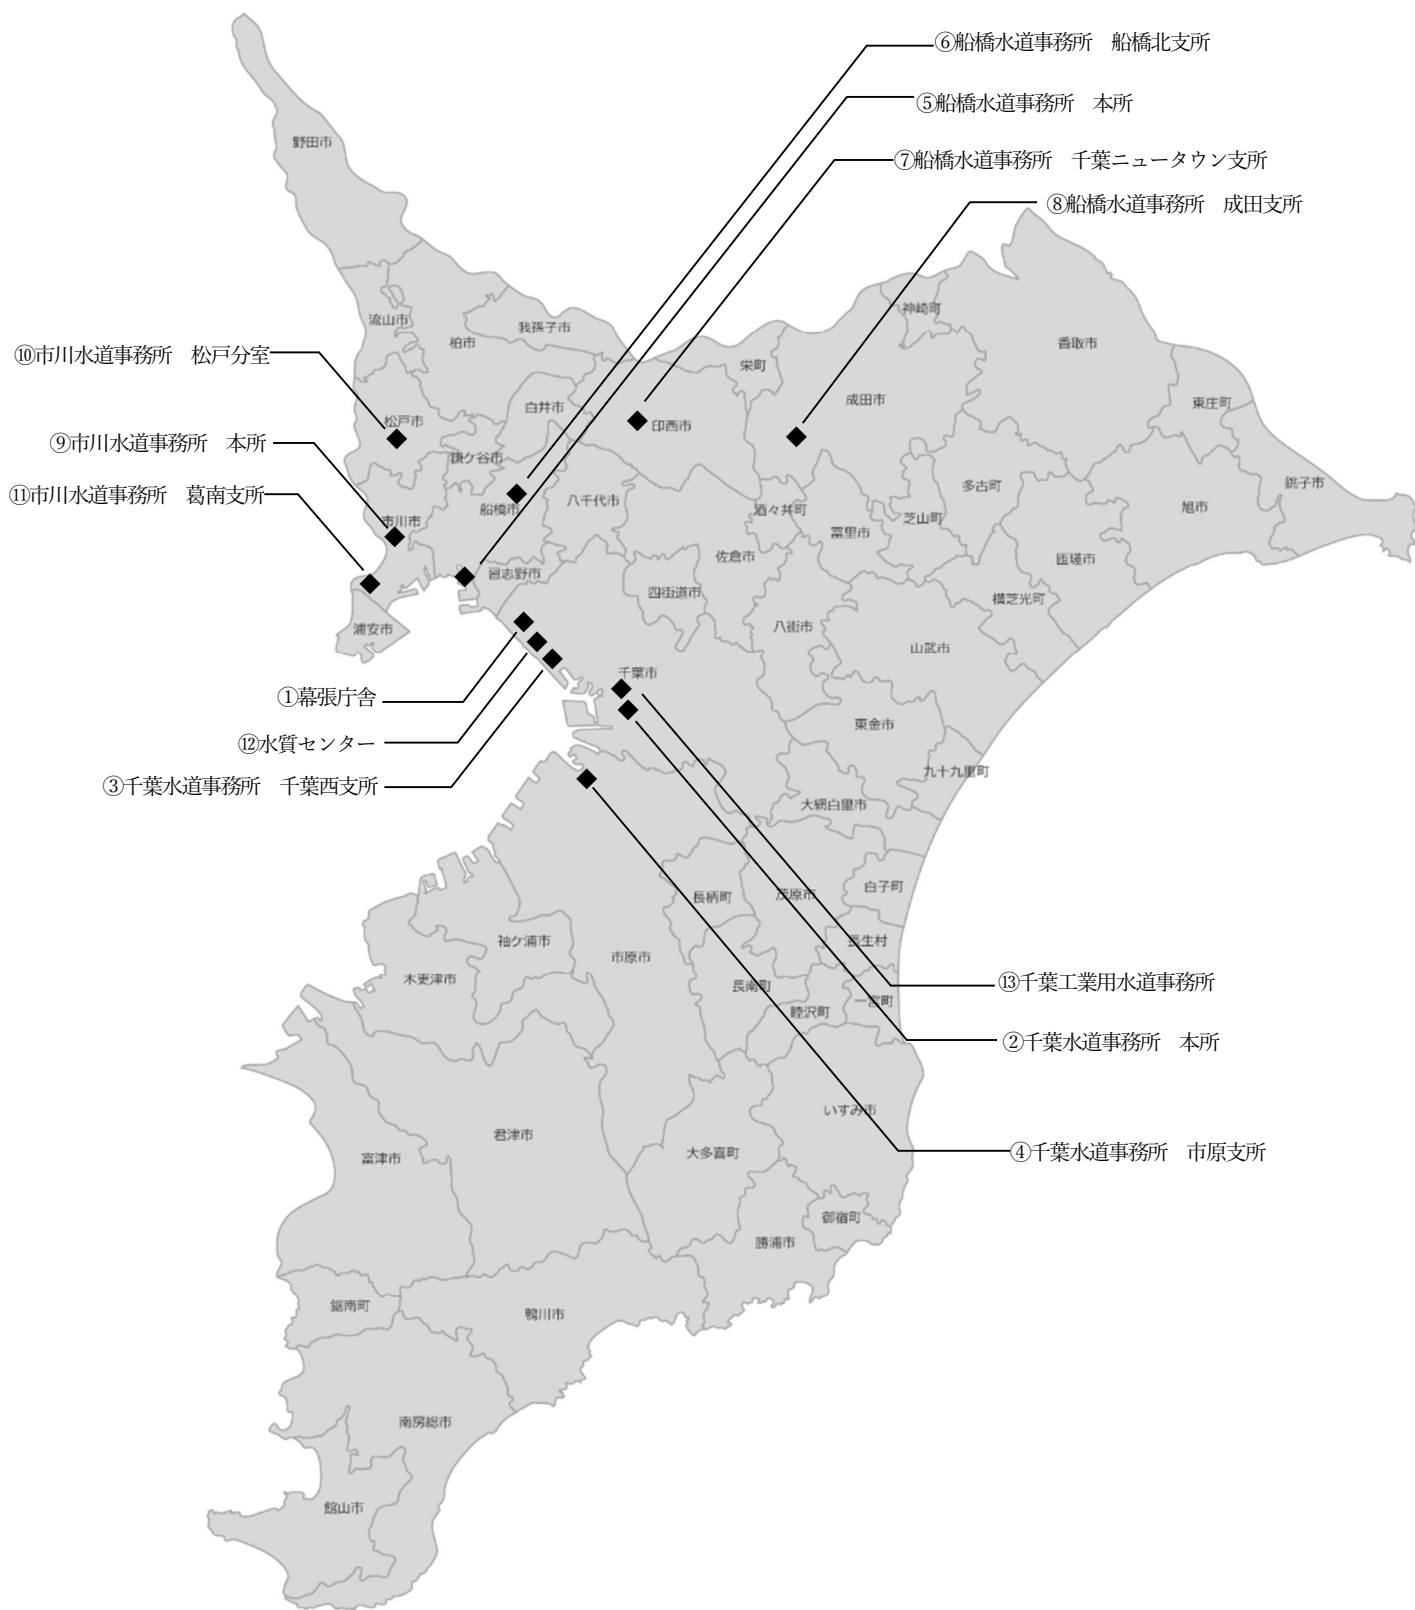 ⑥船橋水道事務所　船橋北支所
⑤船橋水道事務所　本所
野田市
⑦船橋水道事務所　千葉ニュータウン支所
⑧船橋水道事務所　成田支所
神崎町
流山市
我孫子市
柏市
香取市
⑩市川水道事務所　松戸分室
栄町
成田市
白井市
東庄町
松戸市
印西市
⑨市川水道事務所　本所
鎌ケ谷市
銚子市
多古町
⑪市川水道事務所　葛南支所
八千代市
船橋市
酒々井町
旭市
芝山町
市川市
富里市
佐倉市
匝瑳市
習志野市
四街道市
横芝光町
浦安市
八街市
山武市
千葉市
①幕張庁舎
東金市
⑫水質センター
九十九里町
③千葉水道事務所　千葉西支所
大網白里市
白子町
長柄町
茂原市
袖ケ浦市
長生村
市原市
木更津市
⑬千葉工業用水道事務所
長南町
一宮町
睦沢町
②千葉水道事務所　本所
いすみ市
君津市
④千葉水道事務所　市原支所
大多喜町
富津市
御宿町
勝浦市
鋸南町
鴨川市
南房総市
館山市